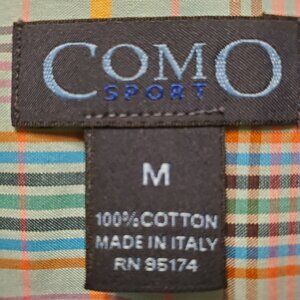 COMO
SPORT
M
100% COTTON
MADE IN ITALY
RN 95174